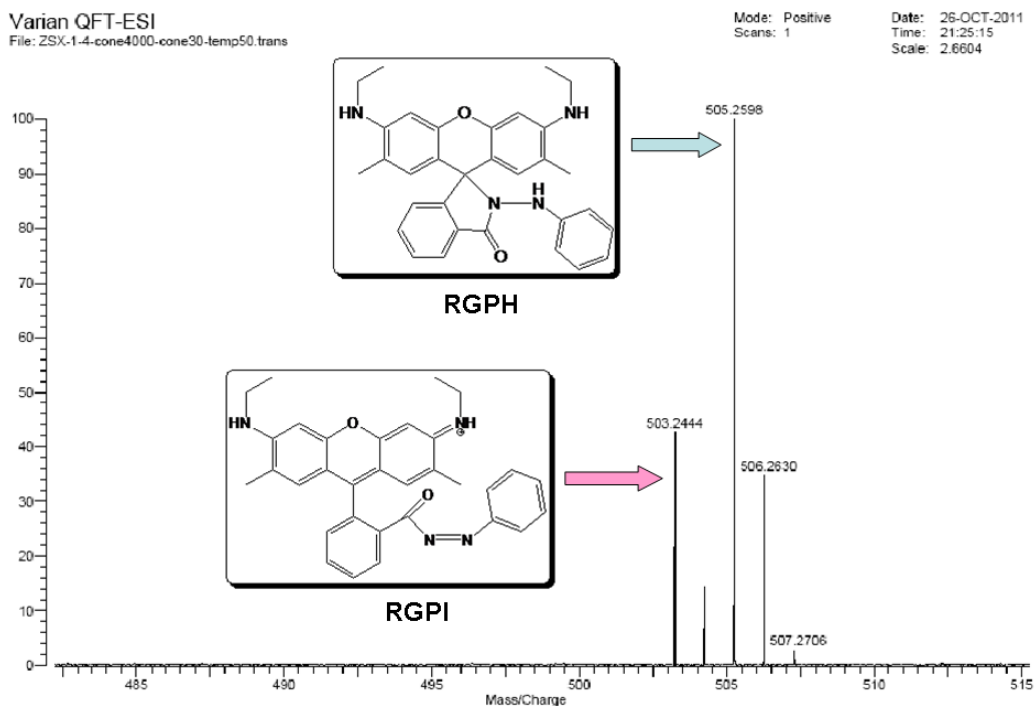 Varian QFT-ESI
File: ZSX-1-4-cone4000-cone30-temp50.trans
Mode: Positive
Scans: 1
Date: 26-OCT-2011
Time: 21:25:15
Scale: 2.6604
100
90
80
70
60
50
40
30
20
10
0
HN
O
HN
N
H
N
O
RGPH
505.2598
HN
O
NH
⊕
O
N
N
RGPI
503.2444
506.2630
507.2706
485
490
495
500
505
510
515
Mass/Charge